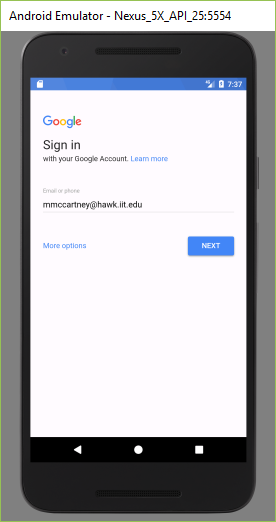 Android Emulator - Nexus_5X_API_25:5554
7:37
Google
Sign in
with your Google Account. Learn more
Email or phone
mmccartney@hawk.iit.edu
More options NEXT